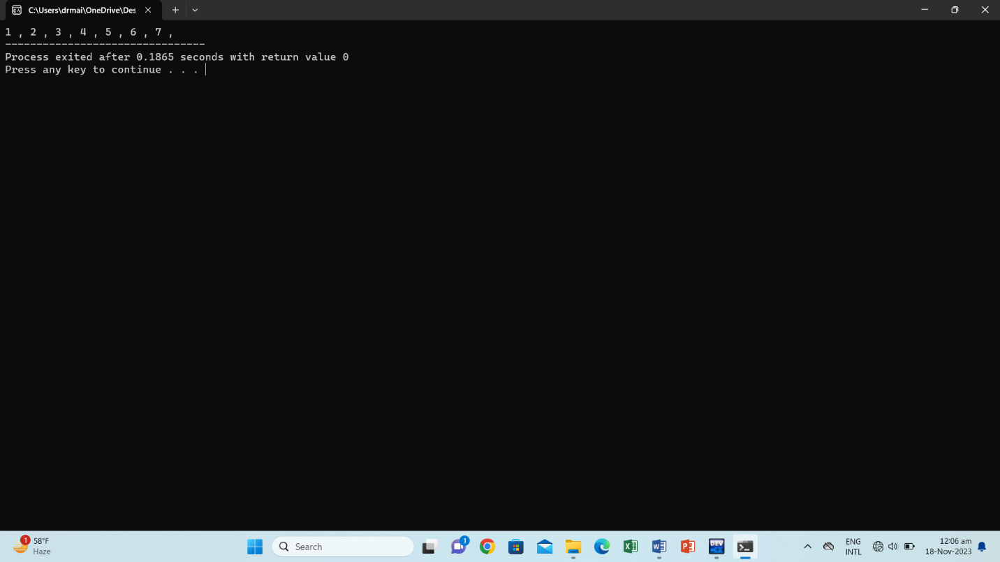 C:\Users\drmai\OneDrive\Des
1 , 2 , 3 , 4 , 5 , 6 , 7 ,
--------------------------------
Process exited after 0.1865 seconds with return value 0
Press any key to continue . . .
1
58°F
Haze
Search
1
DEV
ENG
INTL
12:06 am
18-Nov-2023